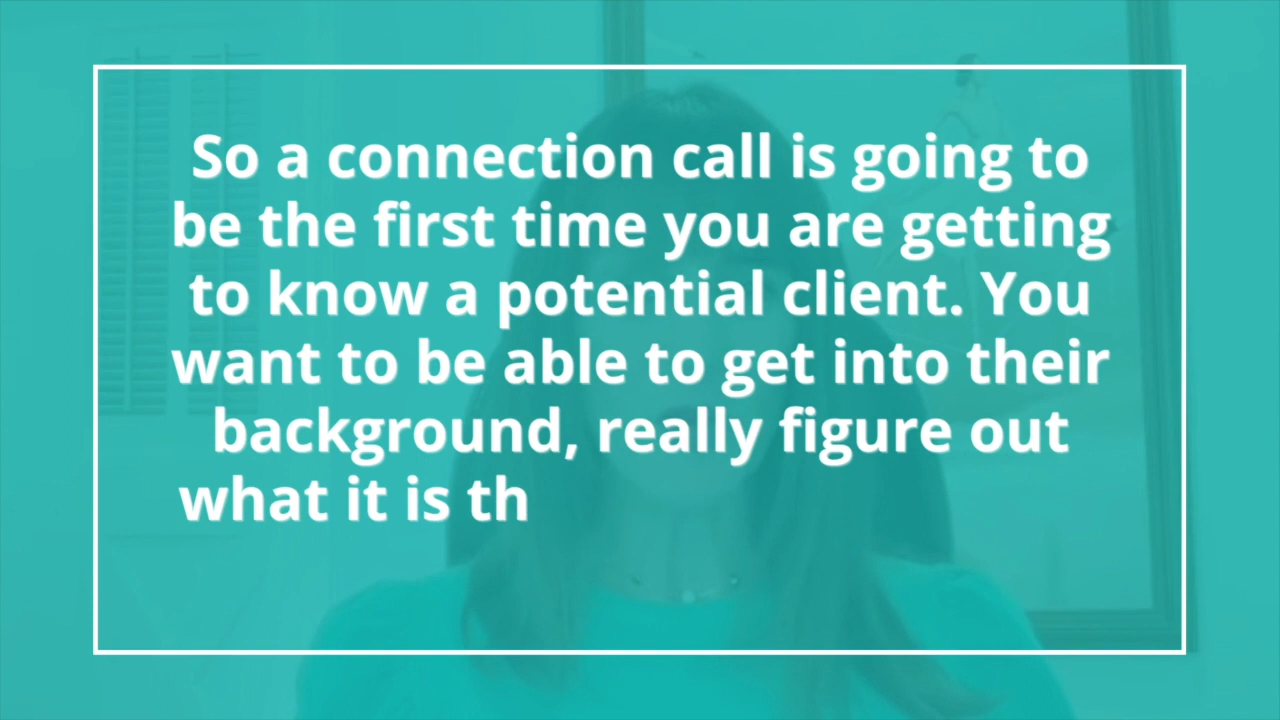 So a connection call is going to
be the first time you are getting
to know a potential client. You
want to be able to get into their
background, really figure out
what it is th